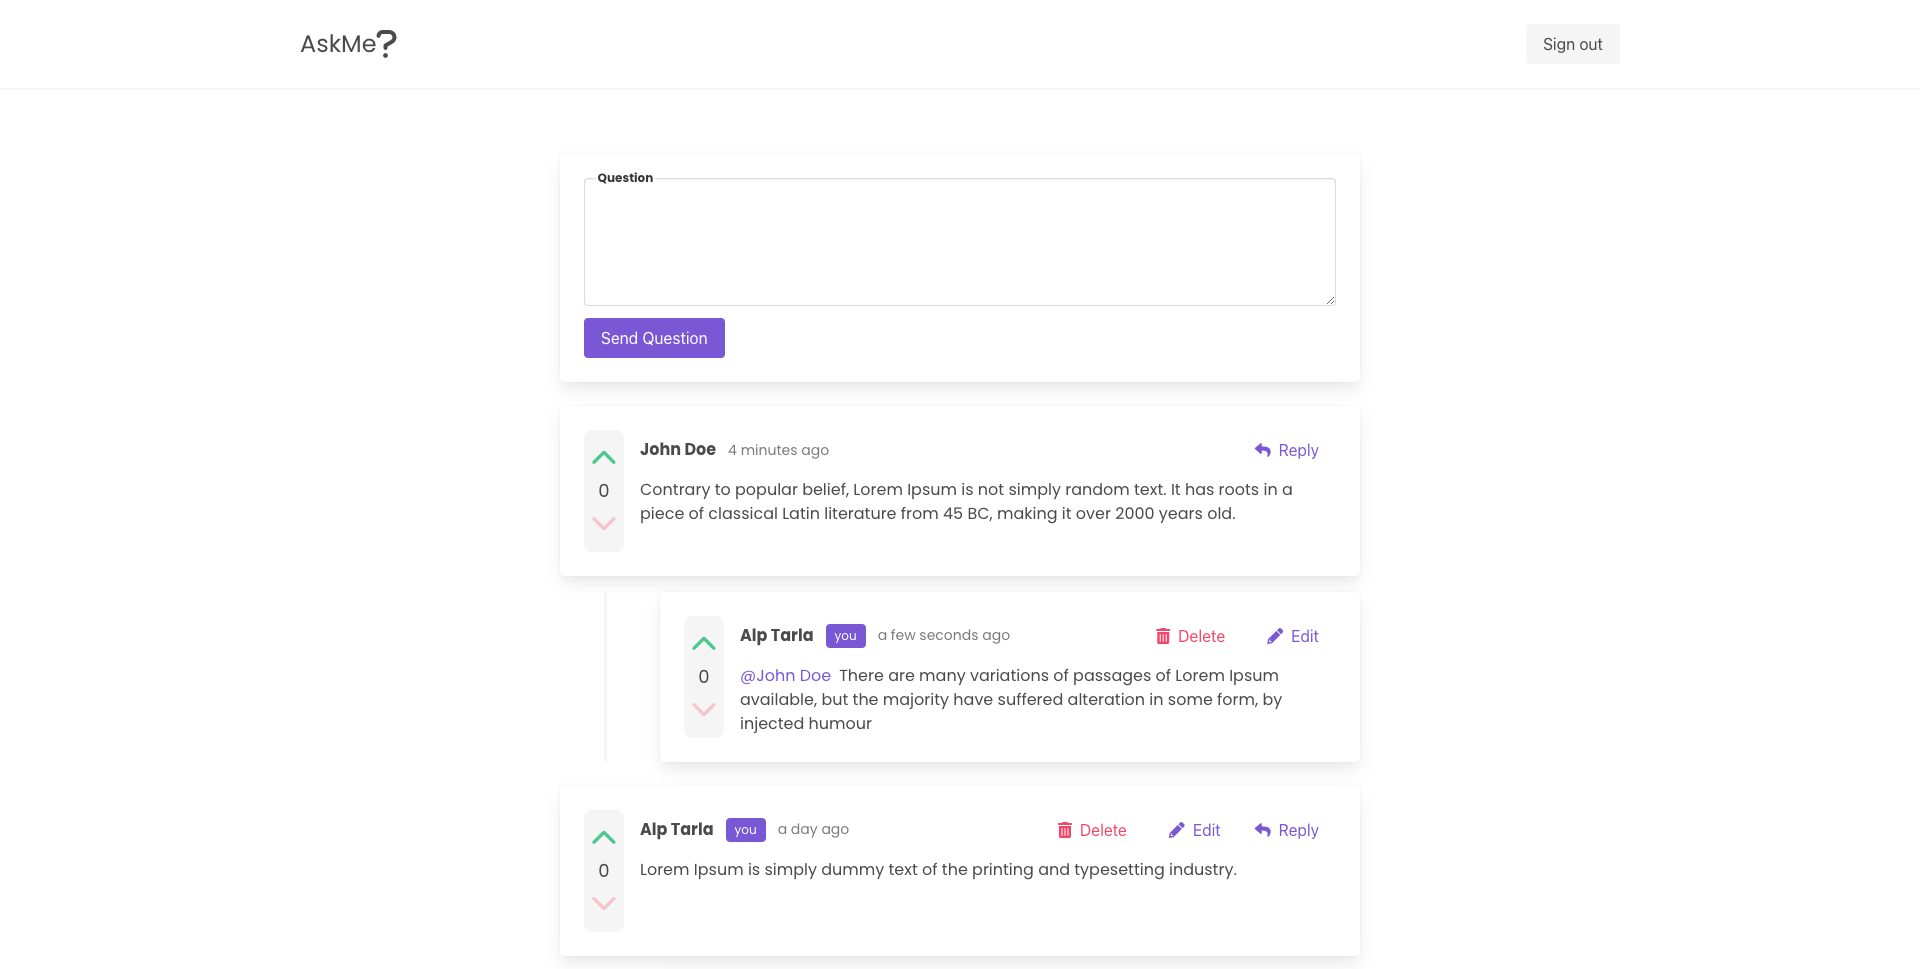 AskMe?
Sign out
Question
Send Question
John Doe 4 minutes ago Reply
0
Contrary to popular belief, Lorem Ipsum is not simply random text. It has roots in a
piece of classical Latin literature from 45 BC, making it over 2000 years old.
Alp Tarla you a few seconds ago Delete Edit
0
@John Doe There are many variations of passages of Lorem Ipsum
available, but the majority have suffered alteration in some form, by
injected humour
Alp Tarla you a day ago Delete Edit Reply
0
Lorem Ipsum is simply dummy text of the printing and typesetting industry.